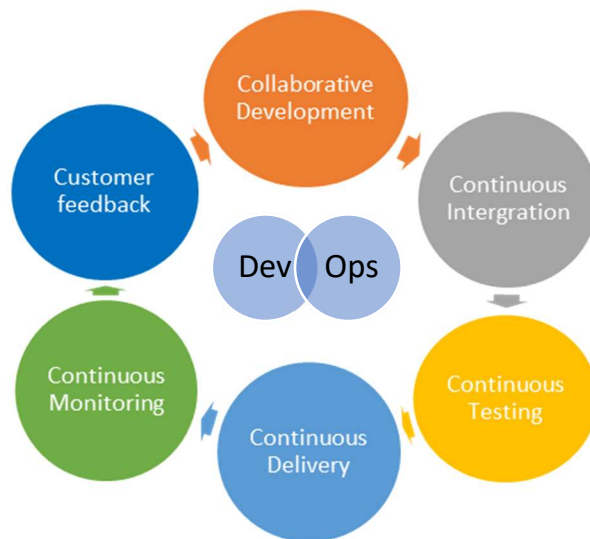 Collaborative
Development
Continuous
Intergration
Continuous
Testing
Continuous
Delivery
Continuous
Monitoring
Customer
feedback
Dev Ops